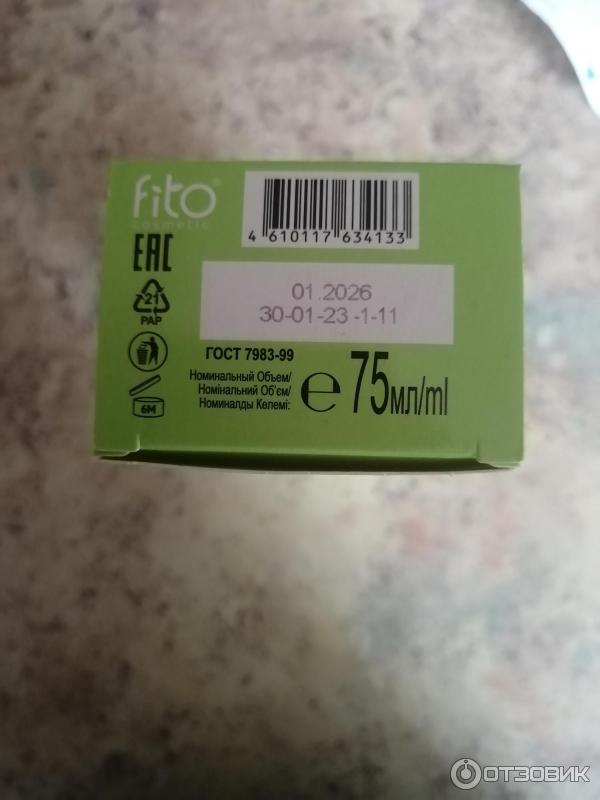 fito®
cosmetic
4 610117 634133
EAC
01.2026
30-01-23 -1-11
21
PAP
ГОСТ 7983-99
Номинальный Объем/
Номінальний Об'єм/
Номиналды Көлемі:
℮ 75мл/ml
6M
ОТЗОВИК